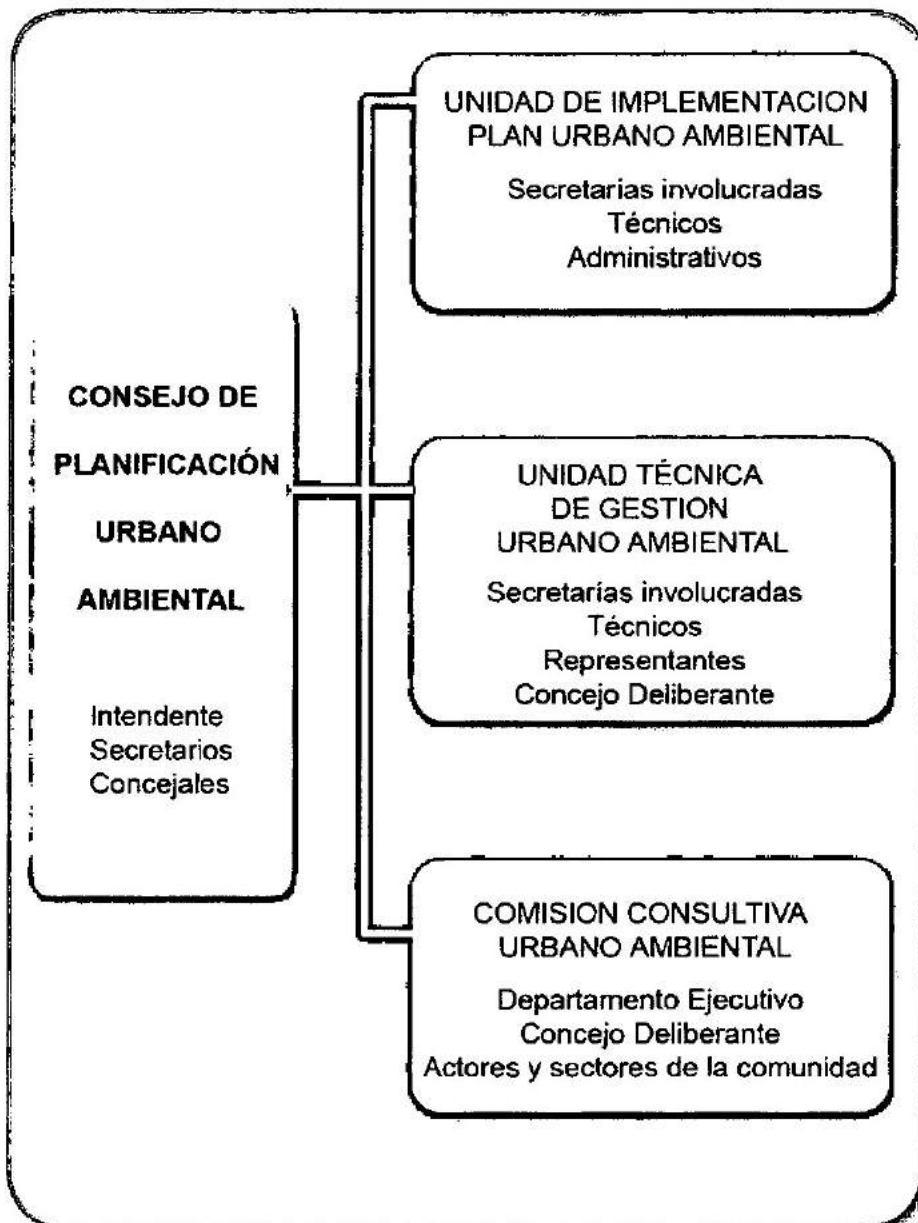 CONSEJO DE
PLANIFICACIÓN
URBANO
AMBIENTAL
Intendente
Secretarios
Concejales
UNIDAD DE IMPLEMENTACION
PLAN URBANO AMBIENTAL
Secretarias involucradas
Técnicos
Administrativos
UNIDAD TÉCNICA
DE GESTION
URBANO AMBIENTAL
Secretarías involucradas
Técnicos
Representantes
Concejo Deliberante
COMISION CONSULTIVA
URBANO AMBIENTAL
Departamento Ejecutivo
Concejo Deliberante
Actores y sectores de la comunidad